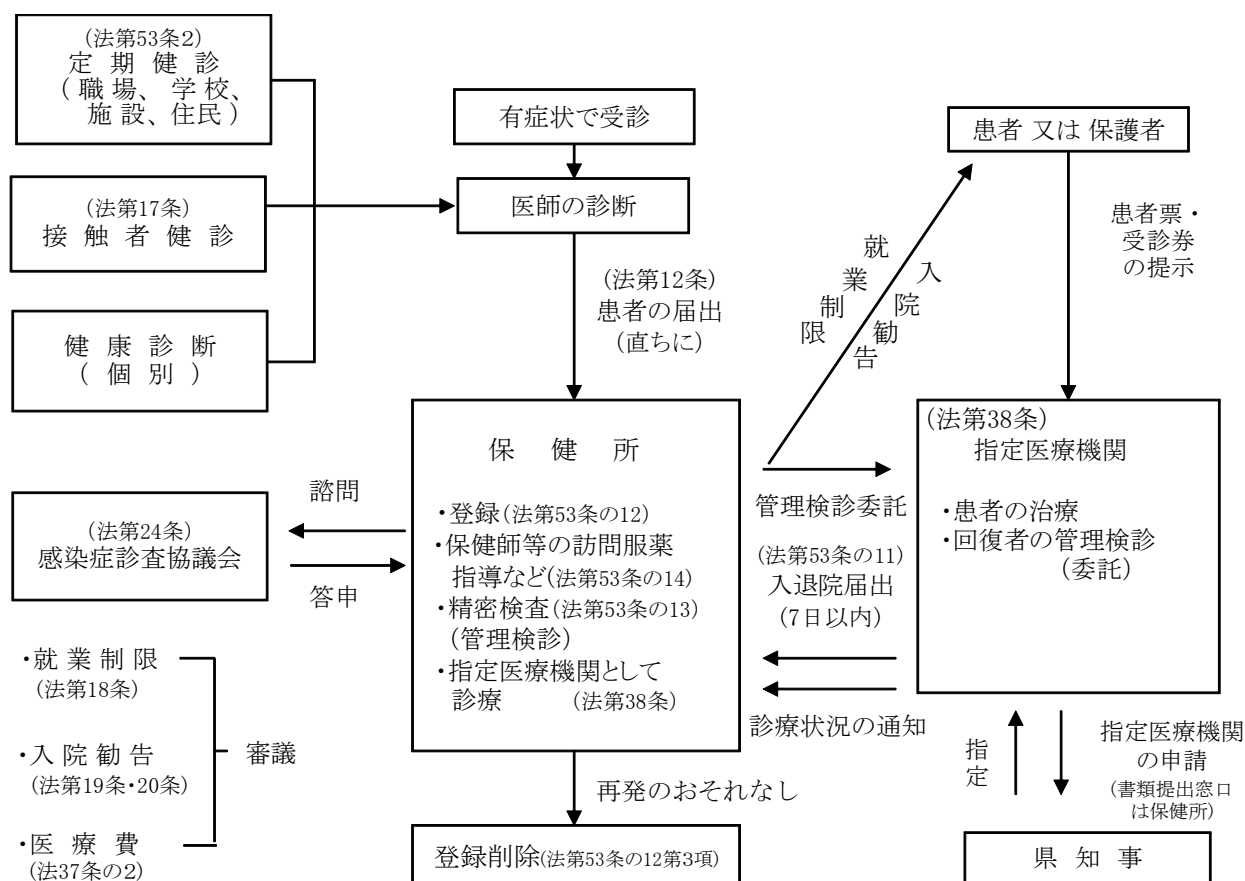 (法第53条2)
定期健診
(職場、学校、
施設、住民)
(法第17条)
接触者健診
健康診断
(個別)
有症状で受診
医師の診断
(法第12条)
患者の届出
(直ちに)
患者 又は 保護者
患者票・
受診券
の提示
就業制限
入院勧告
保健所
・登録(法第53条の12)
・保健師等の訪問服薬
指導など(法第53条の14)
・精密検査(法第53条の13)
(管理検診)
・指定医療機関として
診療 (法第38条)
諮問
答申
(法第24条)
感染症診査協議会
・就業制限
(法第18条)
・入院勧告
(法第19条・20条)
・医療費
(法37条の2)
審議
管理検診委託
(法第53条の11)
入退院届出
(7日以内)
診療状況の通知
(法第38条)
指定医療機関
・患者の治療
・回復者の管理検診
(委託)
指定
指定医療機関
の申請
(書類提出窓口
は保健所)
県知事
再発のおそれなし
登録削除(法第53条の12第3項)